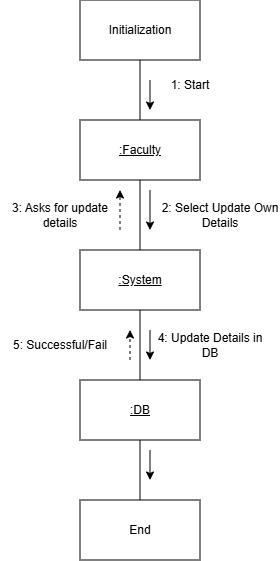 Initialization
1: Start
:Faculty
3: Asks for update
details
2: Select Update Own
Details
:System
5: Successful/Fail
4: Update Details in
DB
:DB
End